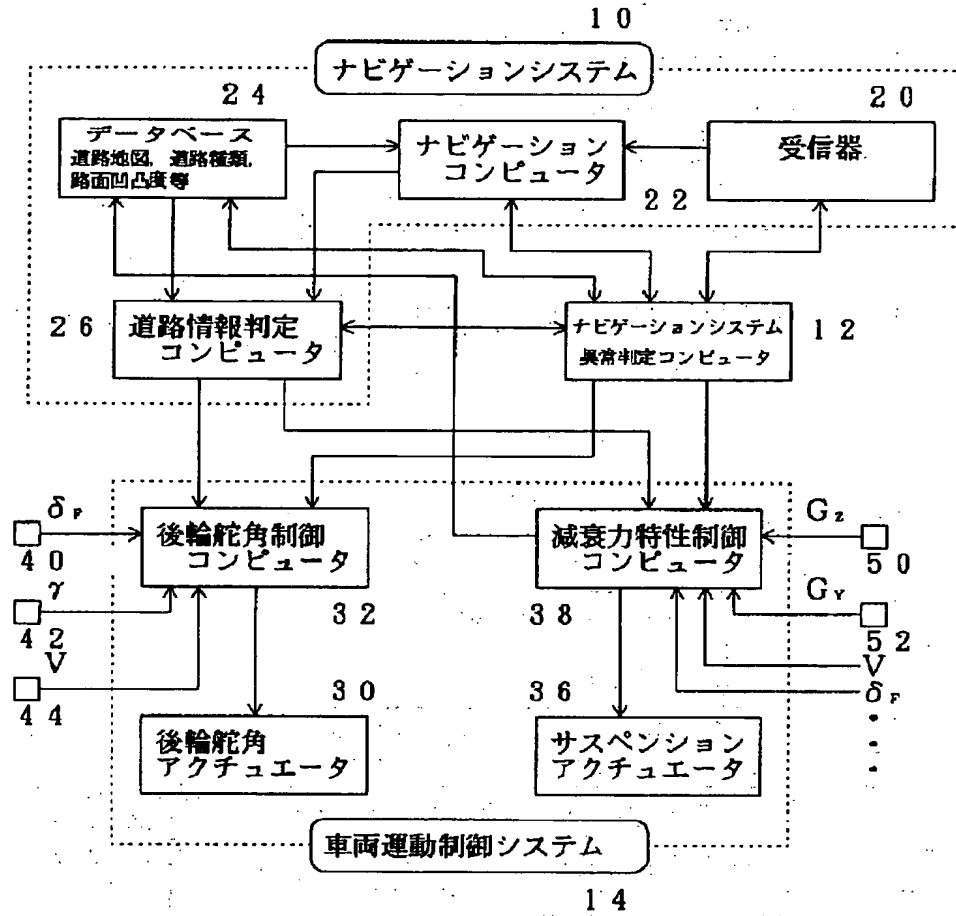 10
ナビゲーションシステム
24
20
データベース
道路地図, 道路種類,
路面凹凸度等
ナビゲーション
コンピュータ
受信器
22
26
道路情報判定
コンピュータ
ナビゲーションシステム
異常判定コンピュータ
12
δF
40
後輪舵角制御
コンピュータ
減衰力特性制御
コンピュータ
GZ
50
γ
42
32
38
GY
52
V
44
V
30
36
δF
後輪舵角
アクチュエータ
サスペンション
アクチュエータ
車両運動制御システム
14